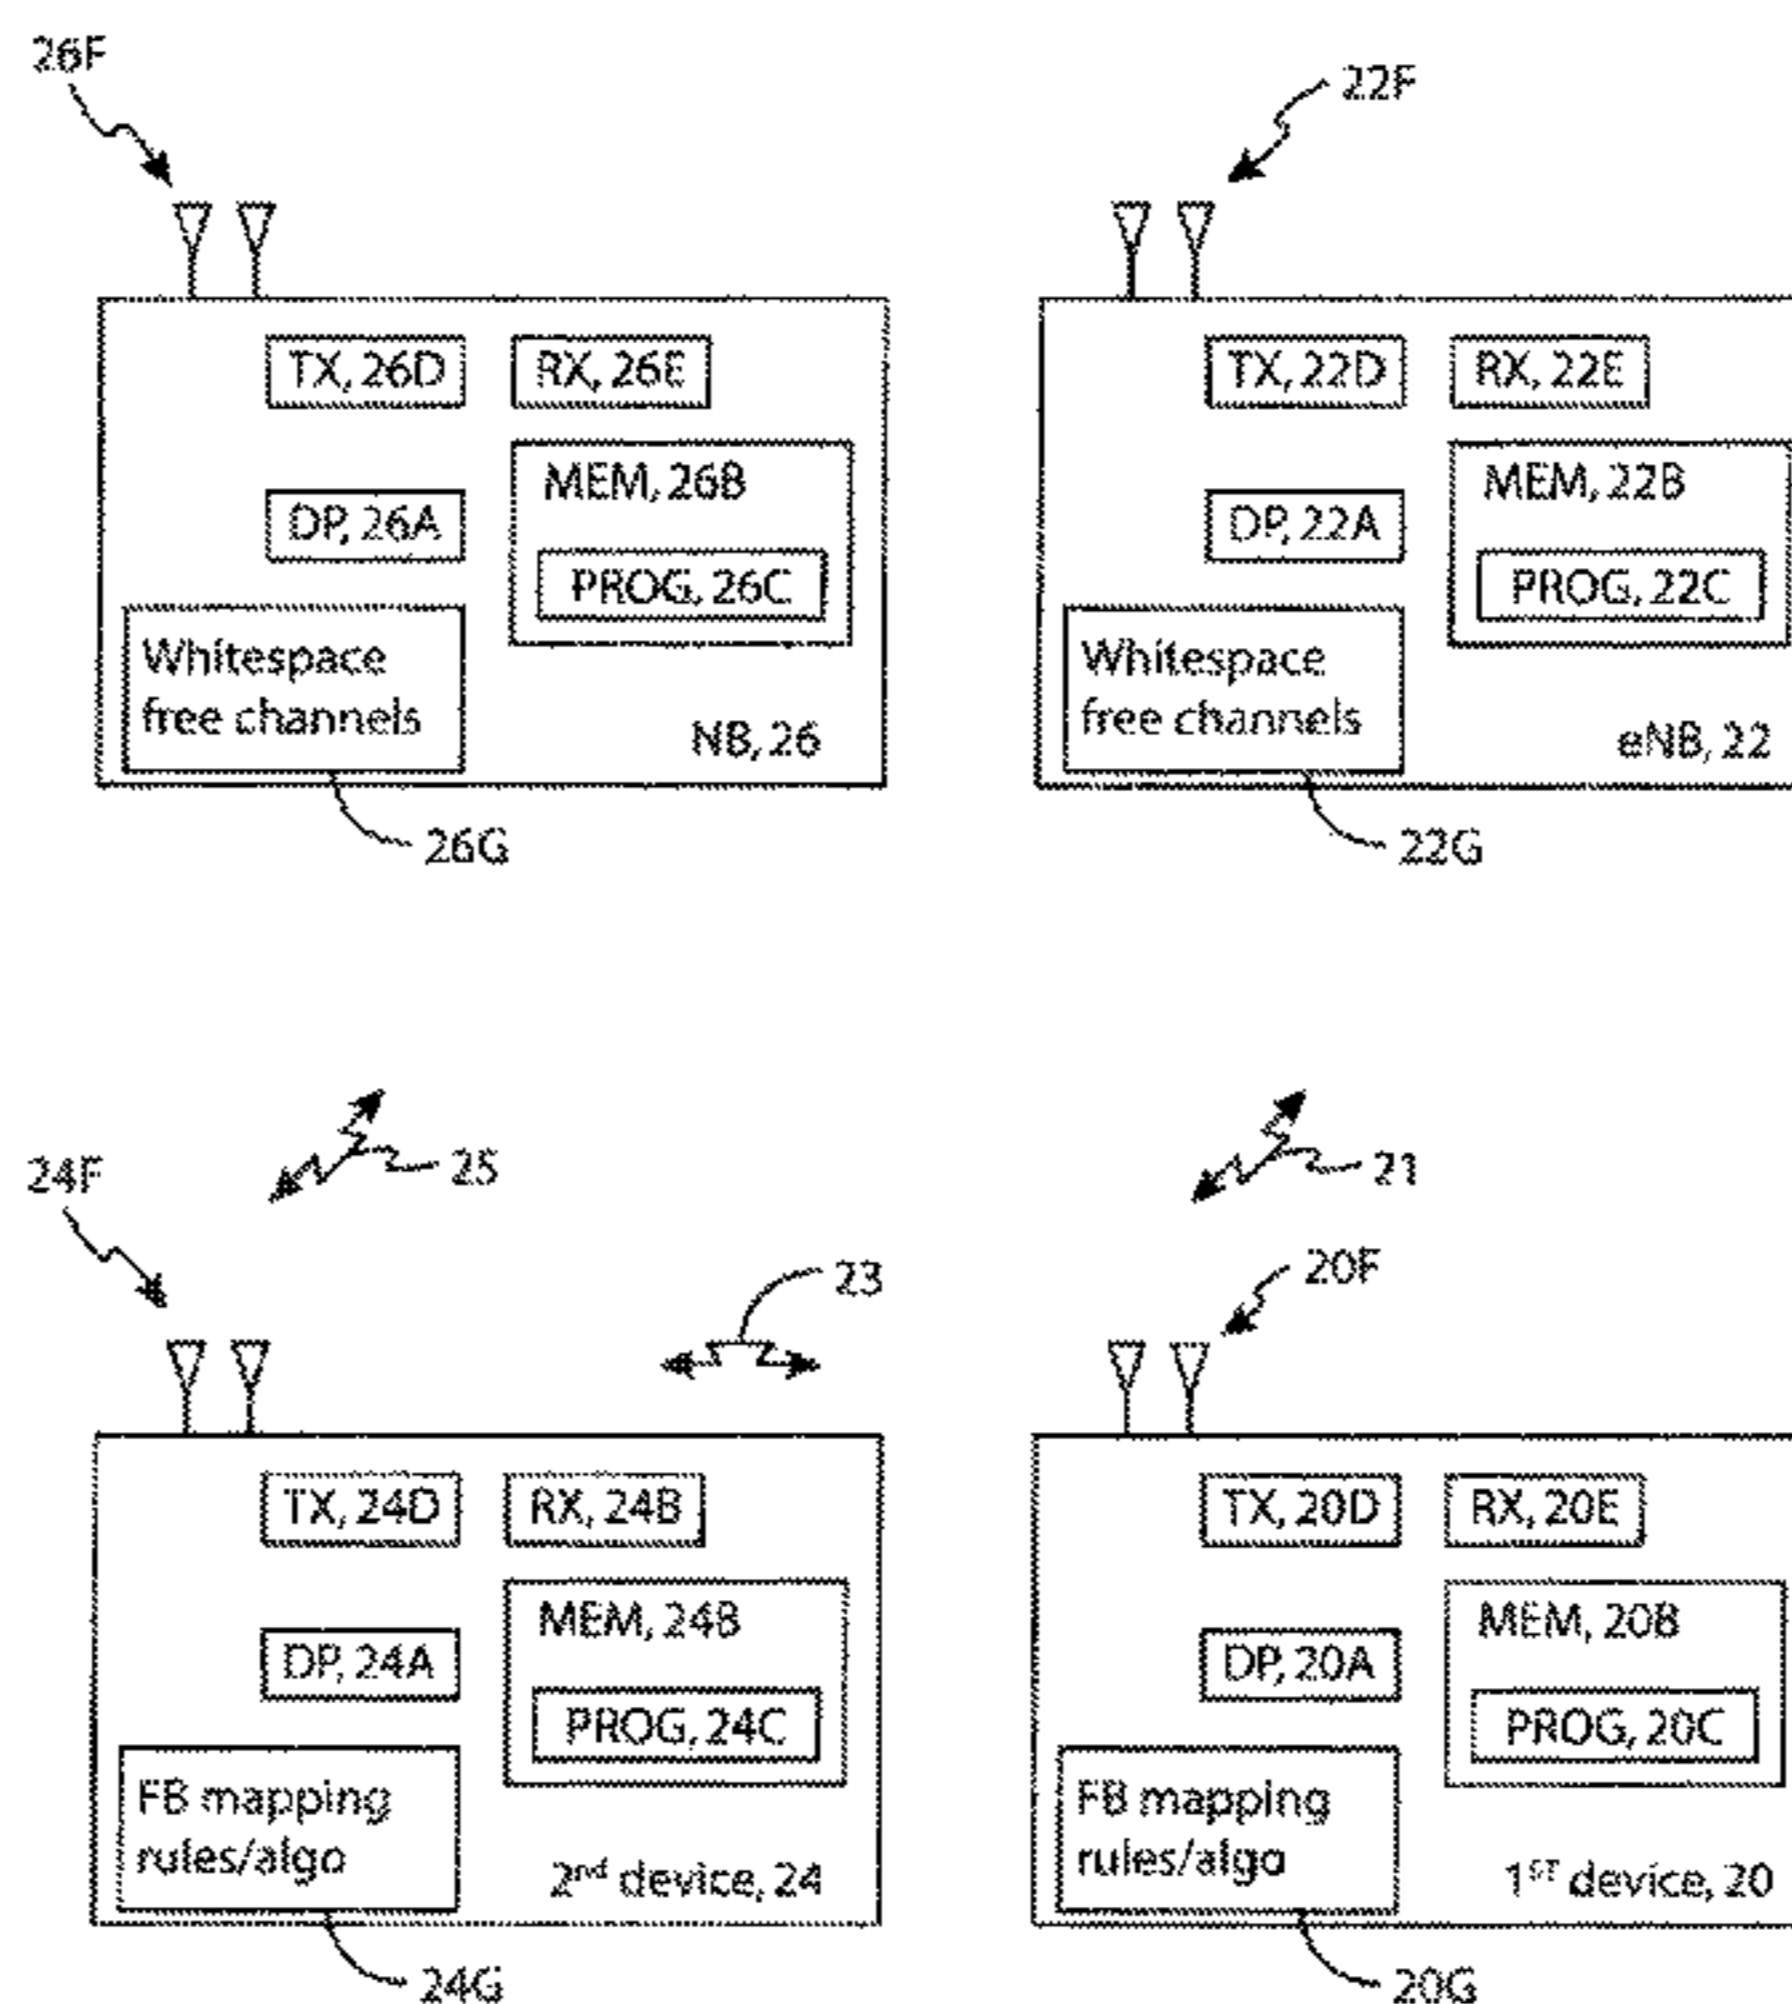 26F
22F
TX, 26D
RX, 26E
MEM, 26B
DP, 26A
PROG, 26C
Whitespace
free channels
NB, 26
26G
TX, 22D
RX, 22E
MEM, 22B
DP, 22A
PROG, 22C
Whitespace
free channels
eNB, 22
22G
24F
25
23
21
20F
TX, 24D
RX, 24B
MEM, 24B
DP, 24A
PROG, 24C
FB mapping
rules/algo
2nd device, 24
24G
TX, 20D
RX, 20E
MEM, 20B
DP, 20A
PROG, 20C
FB mapping
rules/algo
1ST device, 20
20G